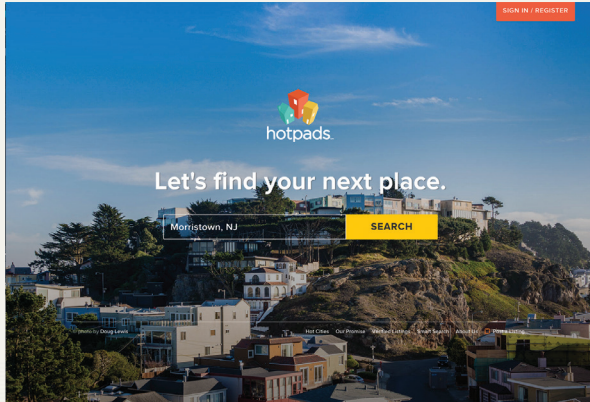 SIGN IN / REGISTER
hotpads
Let's find your next place.
Morristown, NJ
SEARCH
photo by Doug Lewis
Hot Cities Our Promise Verified Listings Smart Search About Us